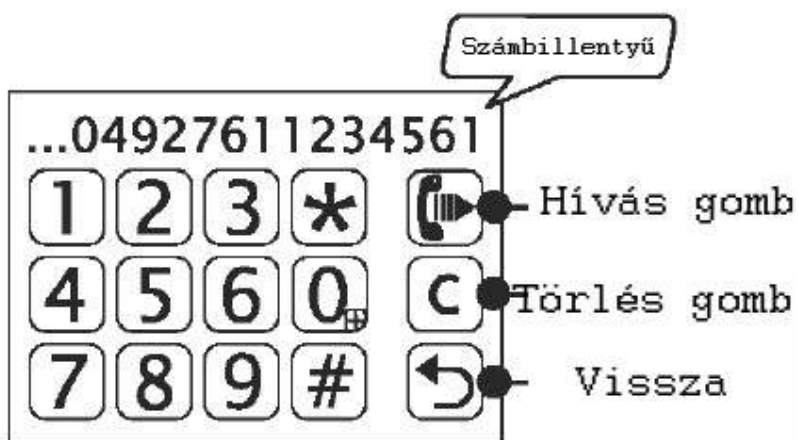 Számbillentyű
...04927611234561
1 2 3 * Hívás gomb
4 5 6 0 C Törlés gomb
7 8 9 # Vissza